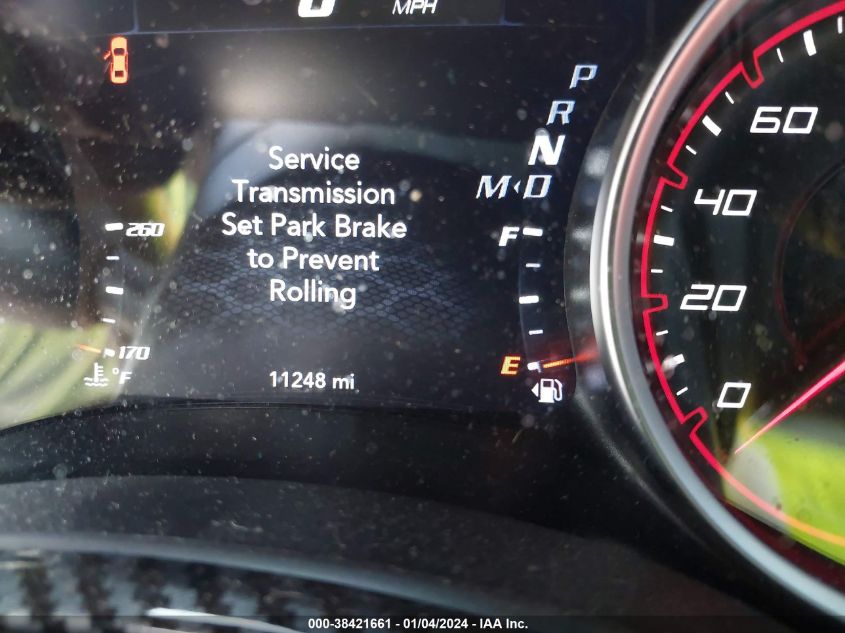 0 MPH
P
R
N
M◂D
Service
Transmission
Set Park Brake
to Prevent
Rolling
260
170
°F
F
E
11248 mi
60
40
20
0
000-38421661 - 01/04/2024 - IAA Inc.